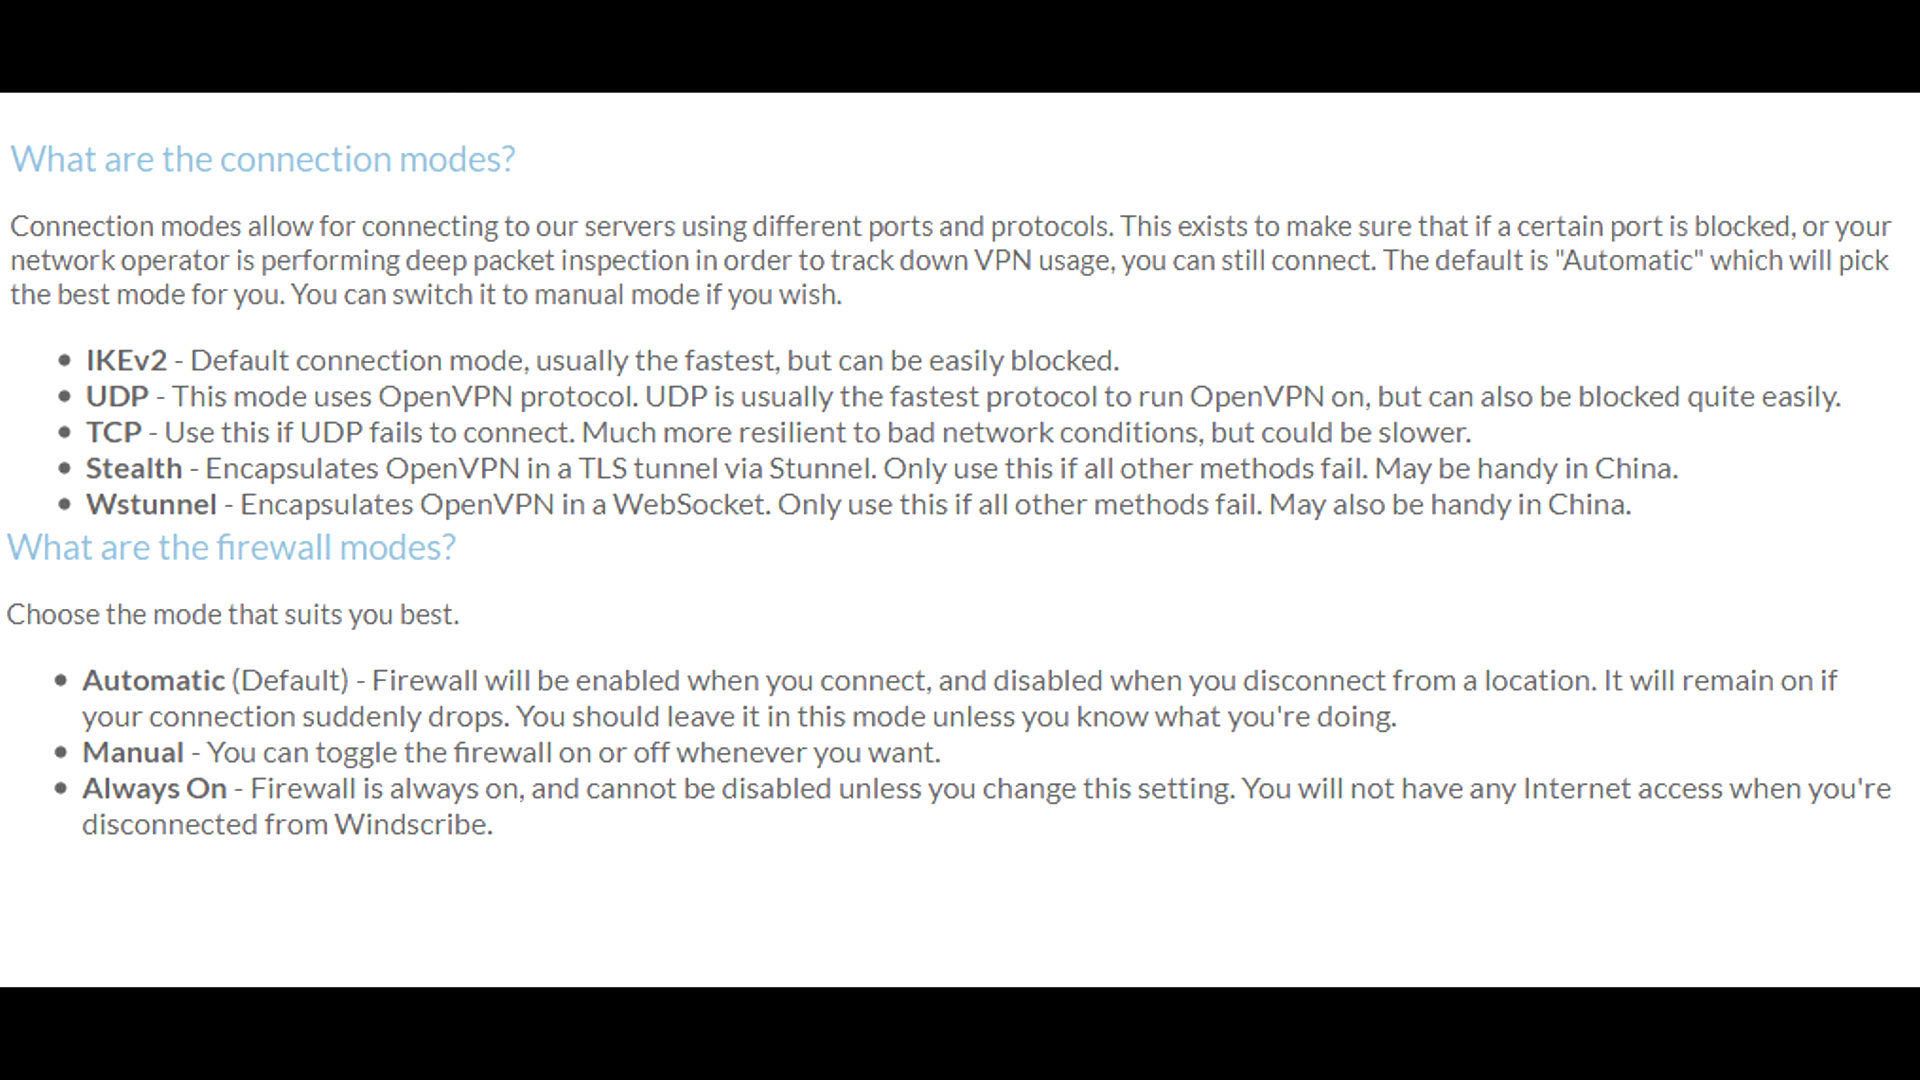 What are the connection modes?
Connection modes allow for connecting to our servers using different ports and protocols. This exists to make sure that if a certain port is blocked, or your
network operator is performing deep packet inspection in order to track down VPN usage, you can still connect. The default is "Automatic" which will pick
the best mode for you. You can switch it to manual mode if you wish.
• IKEv2 - Default connection mode, usually the fastest, but can be easily blocked.
• UDP - This mode uses OpenVPN protocol. UDP is usually the fastest protocol to run OpenVPN on, but can also be blocked quite easily.
• TCP - Use this if UDP fails to connect. Much more resilient to bad network conditions, but could be slower.
• Stealth - Encapsulates OpenVPN in a TLS tunnel via Stunnel. Only use this if all other methods fail. May be handy in China.
• Wstunnel - Encapsulates OpenVPN in a WebSocket. Only use this if all other methods fail. May also be handy in China.
What are the firewall modes?
Choose the mode that suits you best.
• Automatic (Default) - Firewall will be enabled when you connect, and disabled when you disconnect from a location. It will remain on if
your connection suddenly drops. You should leave it in this mode unless you know what you're doing.
• Manual - You can toggle the firewall on or off whenever you want.
• Always On - Firewall is always on, and cannot be disabled unless you change this setting. You will not have any Internet access when you're
disconnected from Windscribe.